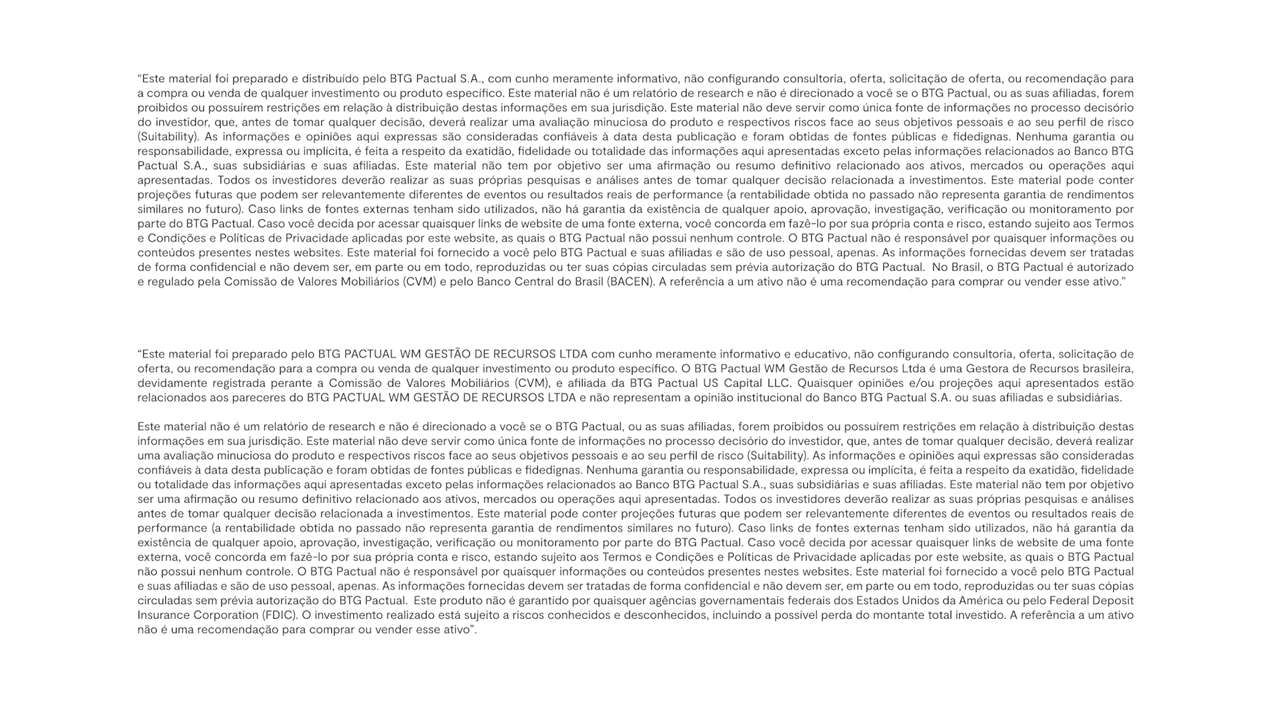 “Este material foi preparado e distribuído pelo BTG Pactual S.A., com cunho meramente informativo, não configurando consultoria, oferta, solicitação de oferta, ou recomendação para
a compra ou venda de qualquer investimento ou produto específico. Este material não é um relatório de research e não é direcionado a você se o BTG Pactual, ou as suas afiliadas, forem
proibidos ou possuírem restrições em relação à distribuição destas informações em sua jurisdição. Este material não deve servir como única fonte de informações no processo decisório
do investidor, que, antes de tomar qualquer decisão, deverá realizar uma avaliação minuciosa do produto e respectivos riscos face ao seus objetivos pessoais e ao seu perfil de risco
(Suitability). As informações e opiniões aqui expressas são consideradas confiáveis à data desta publicação e foram obtidas de fontes públicas e fidedignas. Nenhuma garantia ou
responsabilidade, expressa ou implícita, é feita a respeito da exatidão, fidelidade ou totalidade das informações aqui apresentadas exceto pelas informações relacionados ao Banco BTG
Pactual S.A., suas subsidiárias e suas afiliadas. Este material não tem por objetivo ser uma afirmação ou resumo definitivo relacionado aos ativos, mercados ou operações aqui
apresentadas. Todos os investidores deverão realizar as suas próprias pesquisas e análises antes de tomar qualquer decisão relacionada a investimentos. Este material pode conter
projeções futuras que podem ser relevantemente diferentes de eventos ou resultados reais de performance (a rentabilidade obtida no passado não representa garantia de rendimentos
similares no futuro). Caso links de fontes externas tenham sido utilizados, não há garantia da existência de qualquer apoio, aprovação, investigação, verificação ou monitoramento por
parte do BTG Pactual. Caso você decida por acessar quaisquer links de website de uma fonte externa, você concorda em fazê-lo por sua própria conta e risco, estando sujeito aos Termos
e Condições e Políticas de Privacidade aplicadas por este website, as quais o BTG Pactual não possui nenhum controle. O BTG Pactual não é responsável por quaisquer informações ou
conteúdos presentes nestes websites. Este material foi fornecido a você pelo BTG Pactual e suas afiliadas e são de uso pessoal, apenas. As informações fornecidas devem ser tratadas
de forma confidencial e não devem ser, em parte ou em todo, reproduzidas ou ter suas cópias circuladas sem prévia autorização do BTG Pactual.  No Brasil, o BTG Pactual é autorizado
e regulado pela Comissão de Valores Mobiliários (CVM) e pelo Banco Central do Brasil (BACEN). A referência a um ativo não é uma recomendação para comprar ou vender esse ativo.”
“Este material foi preparado pelo BTG PACTUAL WM GESTÃO DE RECURSOS LTDA com cunho meramente informativo e educativo, não configurando consultoria, oferta, solicitação de
oferta, ou recomendação para a compra ou venda de qualquer investimento ou produto específico. O BTG Pactual WM Gestão de Recursos Ltda é uma Gestora de Recursos brasileira,
devidamente registrada perante a Comissão de Valores Mobiliários (CVM), e afiliada da BTG Pactual US Capital LLC. Quaisquer opiniões e/ou projeções aqui apresentados estão
relacionados aos pareceres do BTG PACTUAL WM GESTÃO DE RECURSOS LTDA e não representam a opinião institucional do Banco BTG Pactual S.A. ou suas afiliadas e subsidiárias.
Este material não é um relatório de research e não é direcionado a você se o BTG Pactual, ou as suas afiliadas, forem proibidos ou possuírem restrições em relação à distribuição destas
informações em sua jurisdição. Este material não deve servir como única fonte de informações no processo decisório do investidor, que, antes de tomar qualquer decisão, deverá realizar
uma avaliação minuciosa do produto e respectivos riscos face ao seus objetivos pessoais e ao seu perfil de risco (Suitability). As informações e opiniões aqui expressas são consideradas
confiáveis à data desta publicação e foram obtidas de fontes públicas e fidedignas. Nenhuma garantia ou responsabilidade, expressa ou implícita, é feita a respeito da exatidão, fidelidade
ou totalidade das informações aqui apresentadas exceto pelas informações relacionados ao Banco BTG Pactual S.A., suas subsidiárias e suas afiliadas. Este material não tem por objetivo
ser uma afirmação ou resumo definitivo relacionado aos ativos, mercados ou operações aqui apresentadas. Todos os investidores deverão realizar as suas próprias pesquisas e análises
antes de tomar qualquer decisão relacionada a investimentos. Este material pode conter projeções futuras que podem ser relevantemente diferentes de eventos ou resultados reais de
performance (a rentabilidade obtida no passado não representa garantia de rendimentos similares no futuro). Caso links de fontes externas tenham sido utilizados, não há garantia da
existência de qualquer apoio, aprovação, investigação, verificação ou monitoramento por parte do BTG Pactual. Caso você decida por acessar quaisquer links de website de uma fonte
externa, você concorda em fazê-lo por sua própria conta e risco, estando sujeito aos Termos e Condições e Políticas de Privacidade aplicadas por este website, as quais o BTG Pactual
não possui nenhum controle. O BTG Pactual não é responsável por quaisquer informações ou conteúdos presentes nestes websites. Este material foi fornecido a você pelo BTG Pactual
e suas afiliadas e são de uso pessoal, apenas. As informações fornecidas devem ser tratadas de forma confidencial e não devem ser, em parte ou em todo, reproduzidas ou ter suas cópias
circuladas sem prévia autorização do BTG Pactual.  Este produto não é garantido por quaisquer agências governamentais federais dos Estados Unidos da América ou pelo Federal Deposit
Insurance Corporation (FDIC). O investimento realizado está sujeito a riscos conhecidos e desconhecidos, incluindo a possível perda do montante total investido. A referência a um ativo
não é uma recomendação para comprar ou vender esse ativo”.